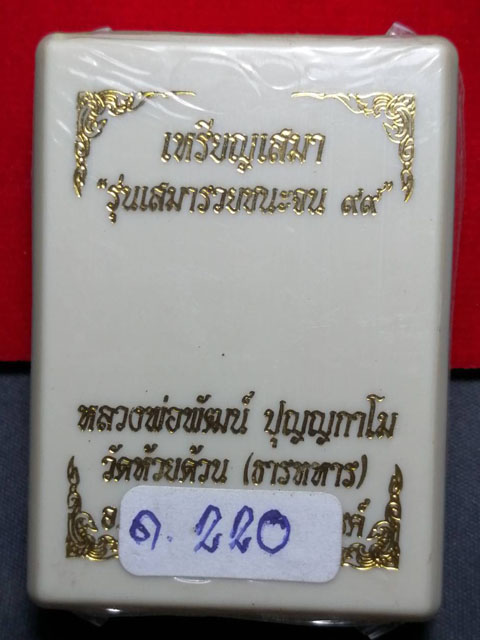 เหรียญเสมา
"รุ่นเสมารวยชนะจน ๙๙"
หลวงพ่อพัฒน์ ปุญญกาโม
วัดห้วยด้วน (ธารทหาร)
อ.
ด. 220